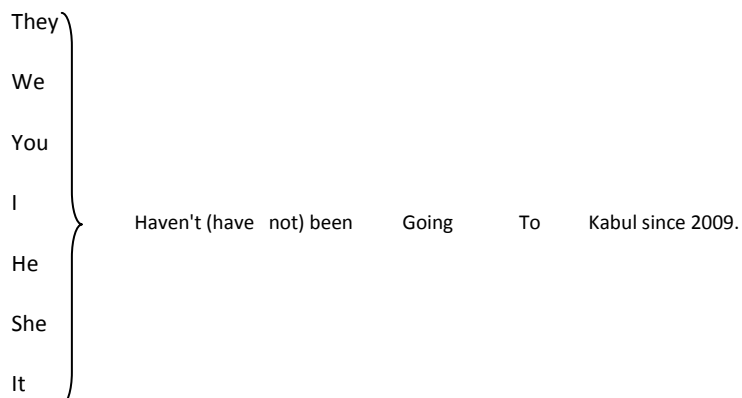 They
We
You
I
Haven't (have not) been Going To Kabul since 2009.
He
She
It